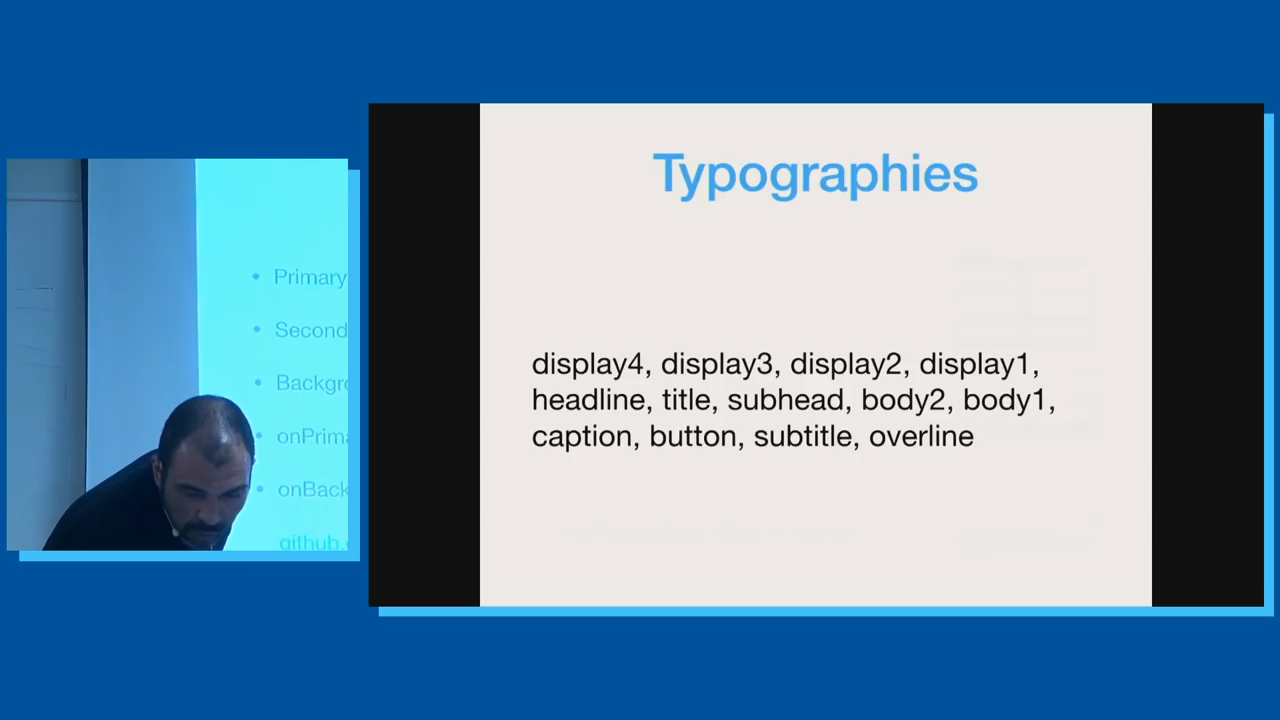 • Primary
• Second
• Backgro
• onPrima
• onBack
github.
Typographies
display4, display3, display2, display1,
headline, title, subhead, body2, body1,
caption, button, subtitle, overline